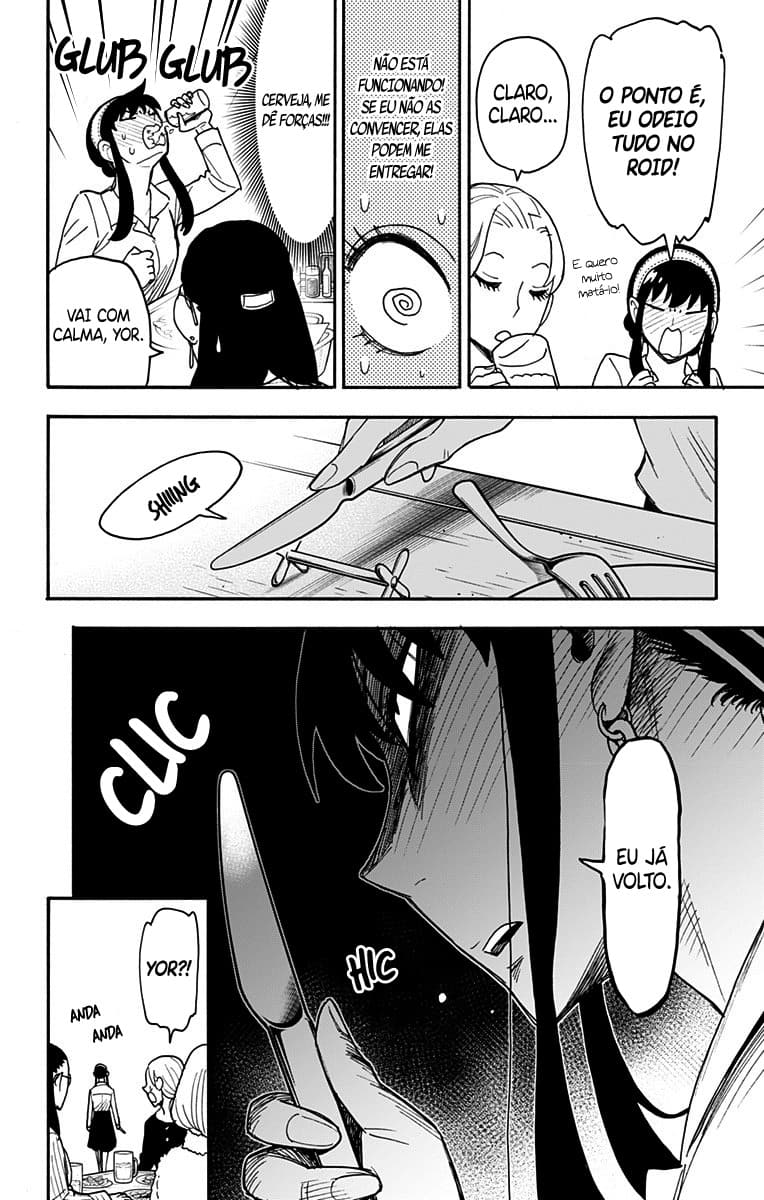 O PONTO É,
EU ODEIO
TUDO NO
ROID!
E quero
muito
matá-lo!
CLARO,
CLARO...
NÃO ESTÁ
FUNCIONANDO!
SE EU NÃO AS
CONVENCER, ELAS
PODEM ME
ENTREGAR!
CERVEJA, ME
DÊ FORÇAS!!!
GLUB GLUB
VAI COM
CALMA, YOR.
SHIIING
CLIC
EU JÁ
VOLTO.
HIC
YOR?!
ANDA
ANDA